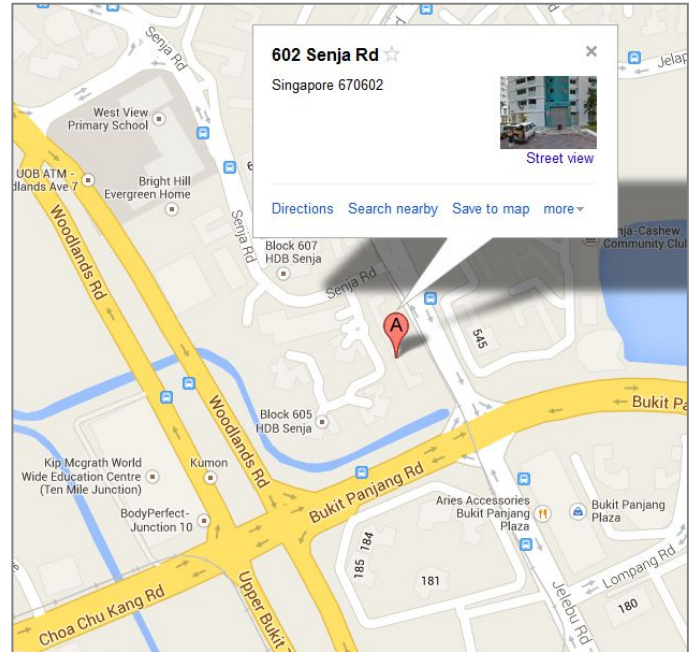 602 Senja Rd
Singapore 670602
Street view
Directions Search nearby Save to map more
Senja Rd
Jelap
West View
Primary School
UOB ATM -
dlands Ave 7
Bright Hill
Evergreen Home
Woodlands Rd
Senja Rd
Block 607
HDB Senja
Senja Rd
nja-Cashew
Community Club
A
545
Woodlands Rd
Block 605
HDB Senja
Bukit Pa
Kip Mcgrath World
Wide Education Centre
(Ten Mile Junction)
Kumon
Bukit Panjang Rd
BodyPerfect-
Junction 10
Aries Accessories
Bukit Panjang
Plaza
Bukit Panjang
Plaza
184
185
181
Lompang Rd
180
Jelebu Rd
Choa Chu Kang Rd
Upper Bukit T